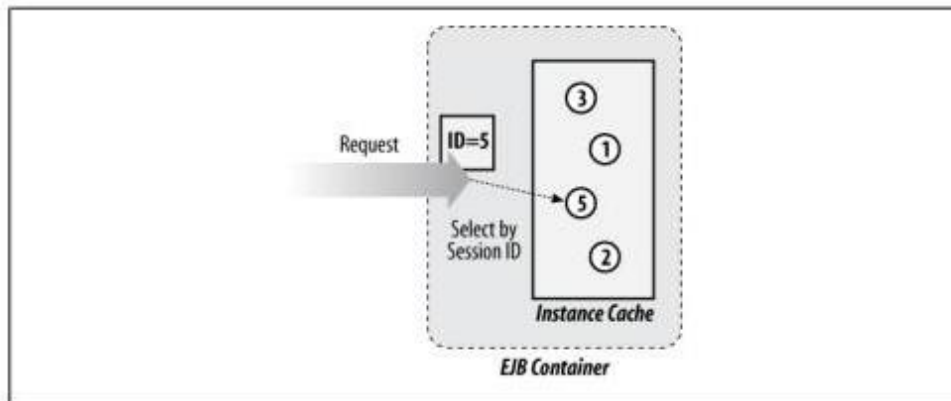 3
ID=5
Request
1
5
Select by
Session ID
2
Instance Cache
EJB Container